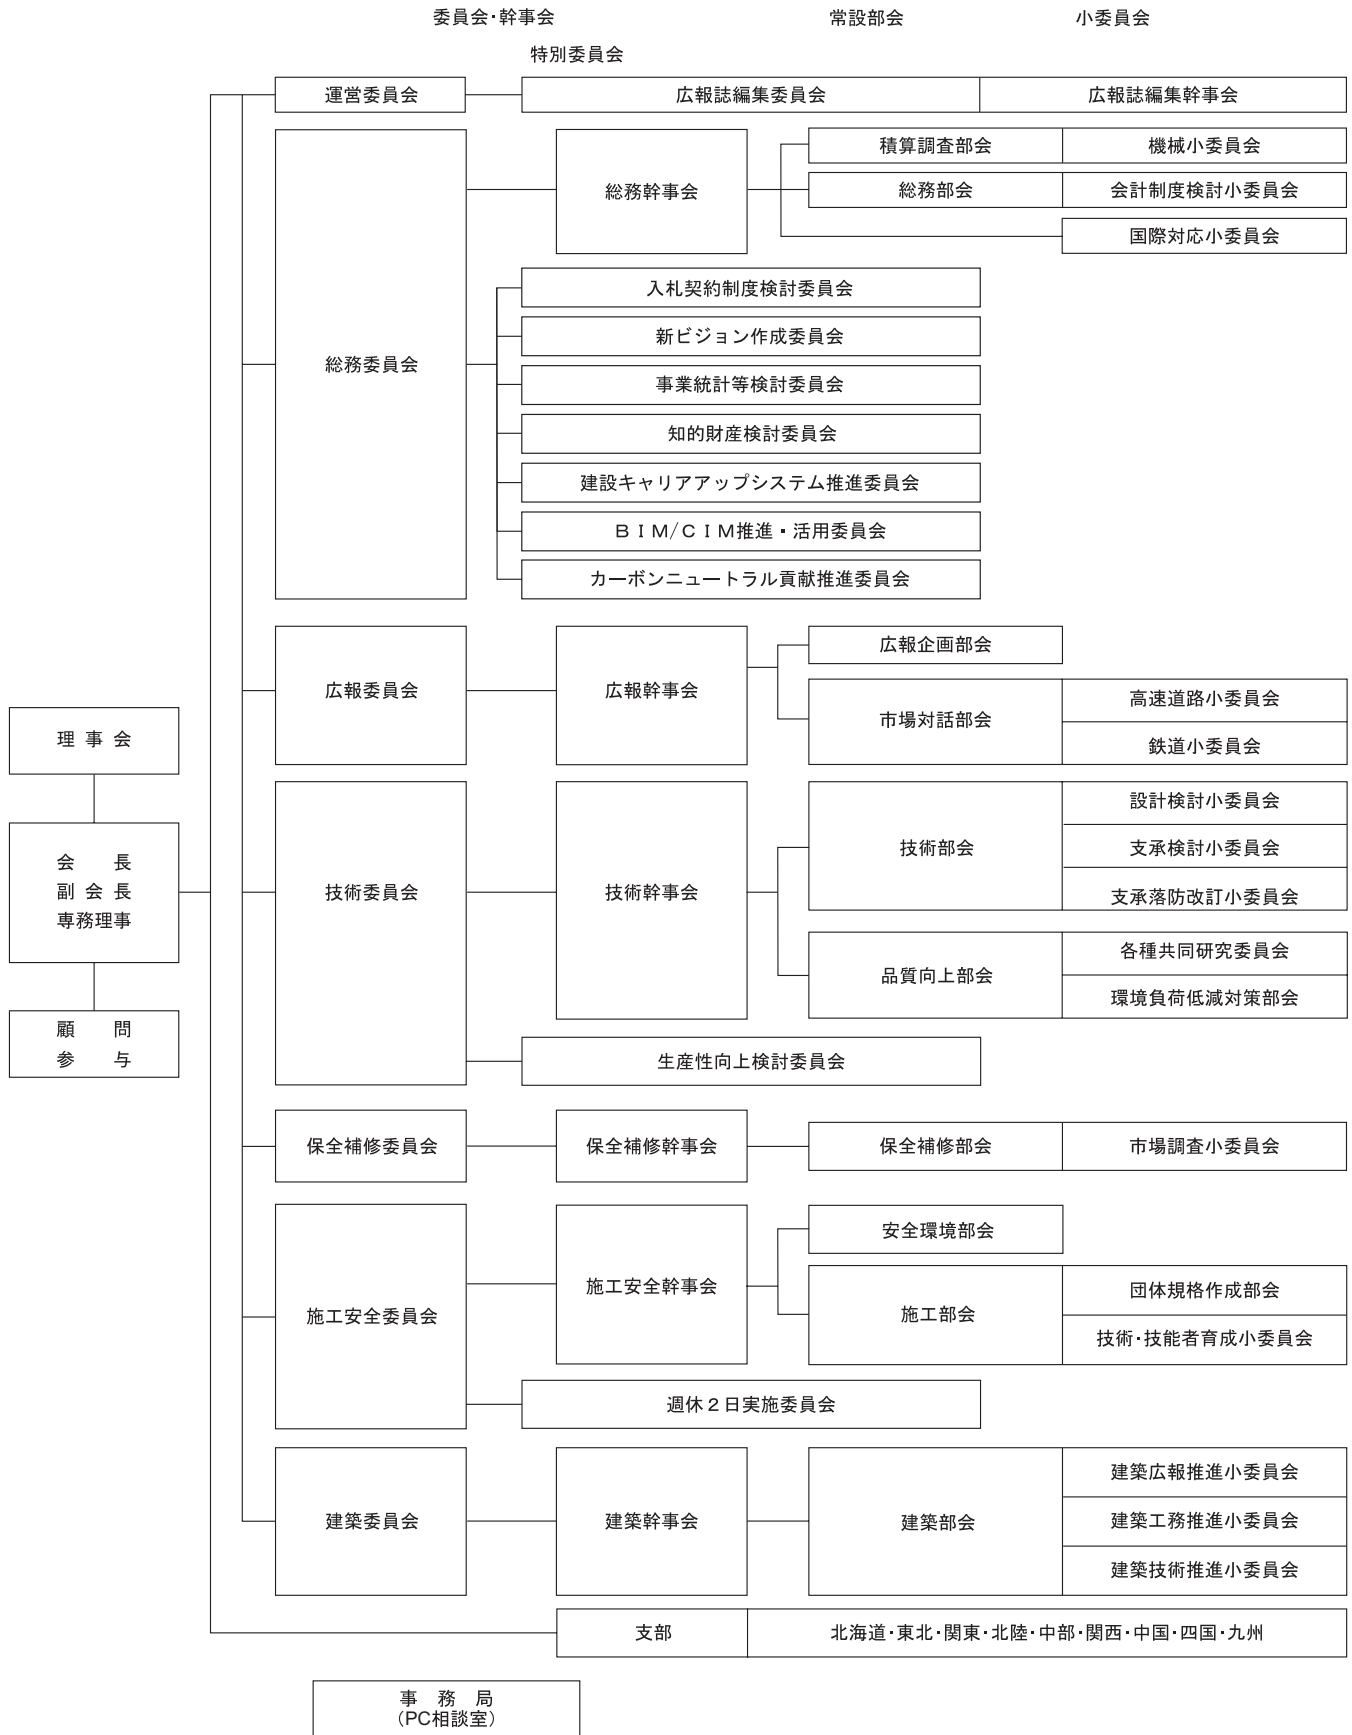 委員会・幹事会
常設部会
小委員会
特別委員会
運営委員会
広報誌編集委員会
広報誌編集幹事会
総務委員会
総務幹事会
積算調査部会
機械小委員会
総務部会
会計制度検討小委員会
国際対応小委員会
入札契約制度検討委員会
新ビジョン作成委員会
事業統計等検討委員会
知的財産検討委員会
建設キャリアアップシステム推進委員会
ＢＩＭ/ＣＩＭ推進・活用委員会
カーボンニュートラル貢献推進委員会
広報委員会
広報幹事会
広報企画部会
市場対話部会
高速道路小委員会
鉄道小委員会
理 事 会
会　　長
副 会 長
専務理事
顧　　問
参　　与
技術委員会
技術幹事会
技術部会
設計検討小委員会
支承検討小委員会
支承落防改訂小委員会
品質向上部会
各種共同研究委員会
環境負荷低減対策部会
生産性向上検討委員会
保全補修委員会
保全補修幹事会
保全補修部会
市場調査小委員会
施工安全委員会
施工安全幹事会
安全環境部会
施工部会
団体規格作成部会
技術・技能者育成小委員会
週休２日実施委員会
建築委員会
建築幹事会
建築部会
建築広報推進小委員会
建築工務推進小委員会
建築技術推進小委員会
支部
北海道・東北・関東・北陸・中部・関西・中国・四国・九州
事　務　局
（PC相談室）